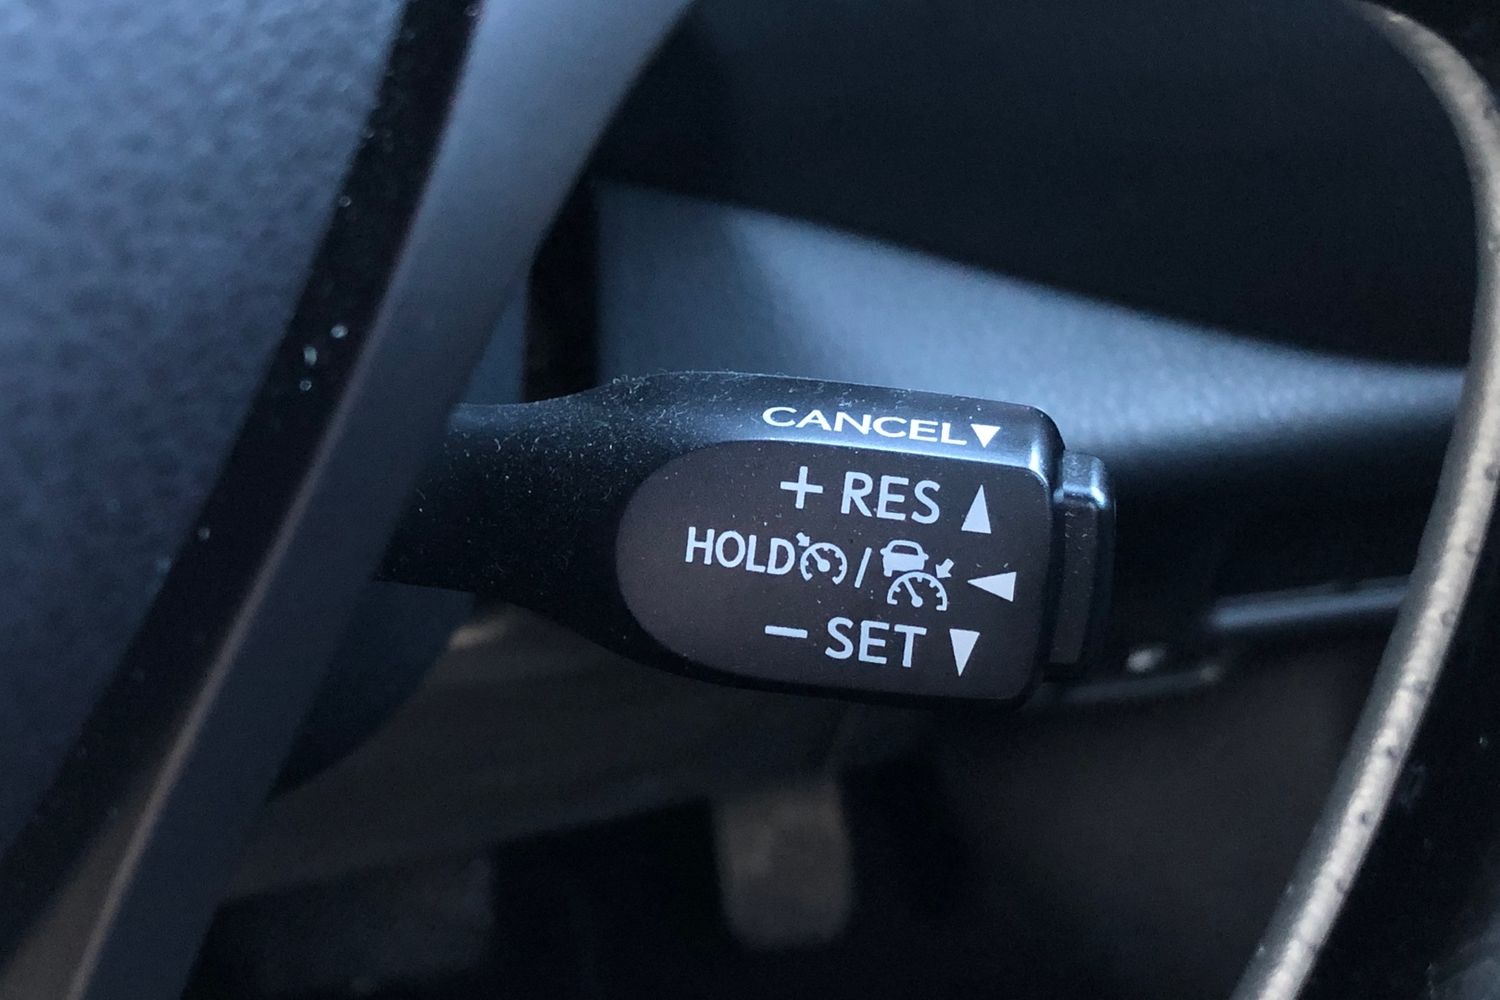 CANCEL▼
+ RES ▲
HOLD / ◀
− SET ▼